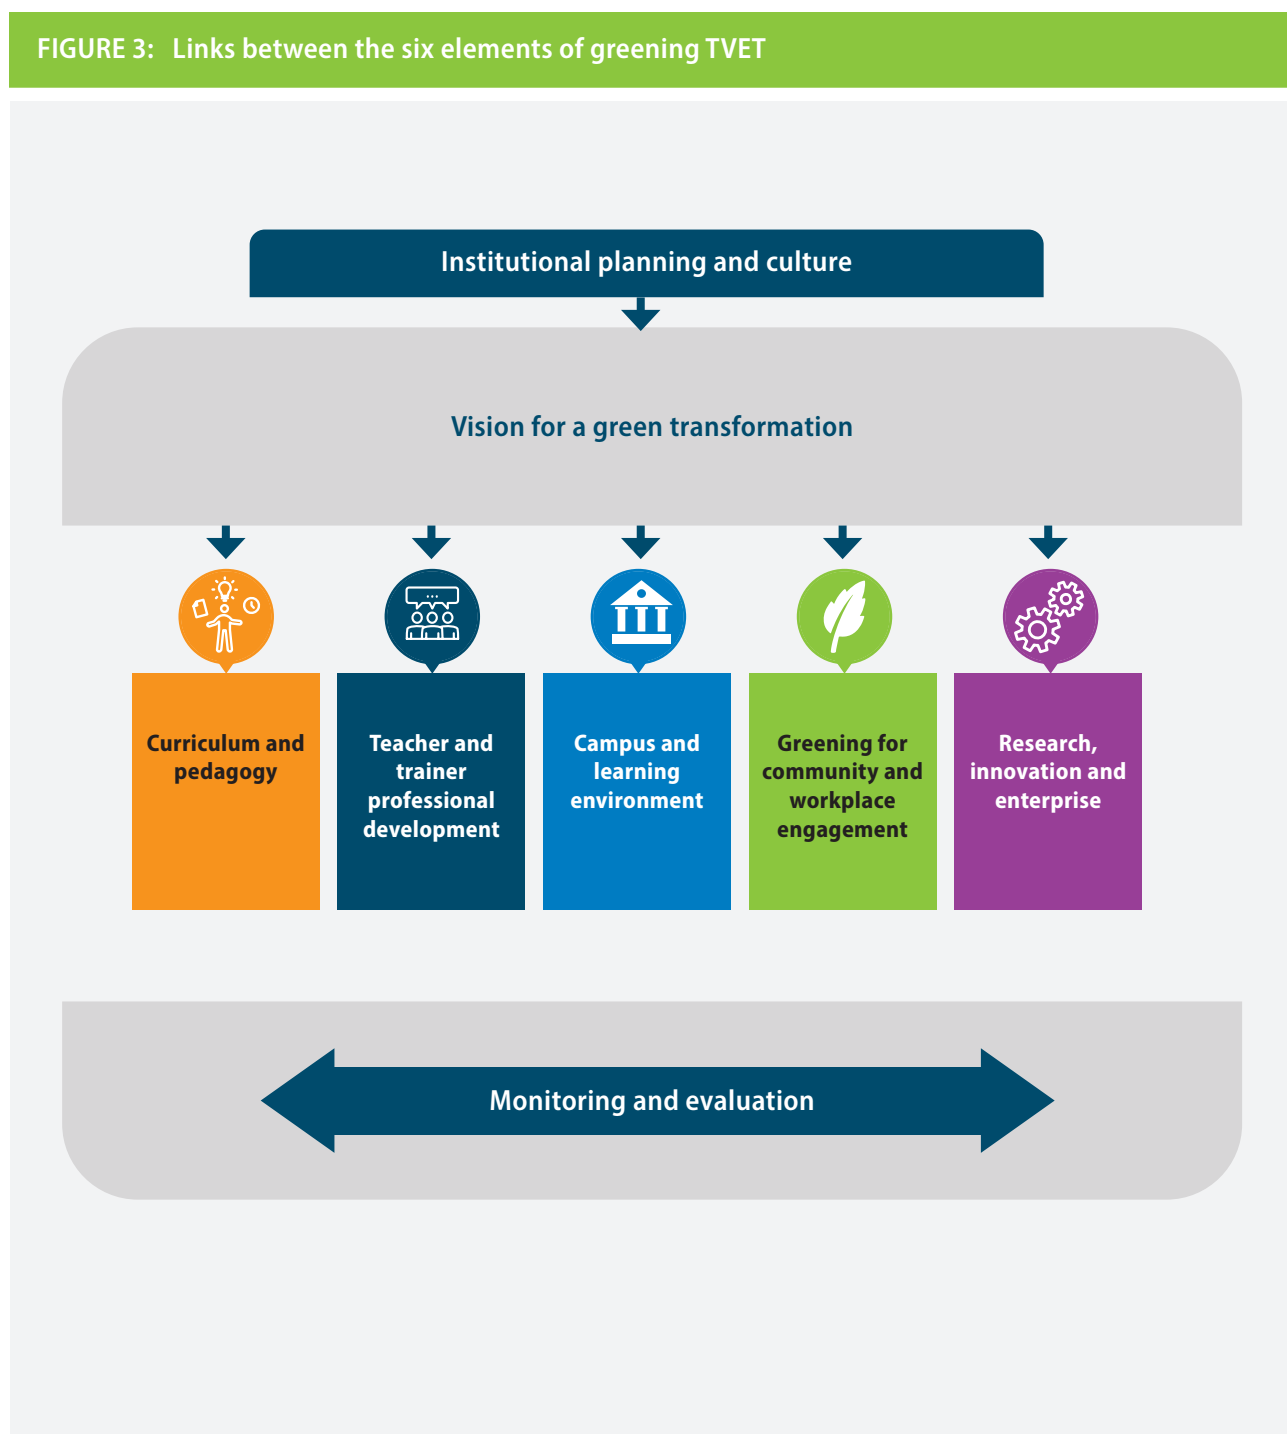 FIGURE 3: Links between the six elements of greening TVET
Institutional planning and culture
Vision for a green transformation
Curriculum and
pedagogy
Teacher and
trainer
professional
development
Campus and
learning
environment
Greening for
community and
workplace
engagement
Research,
innovation and
enterprise
Monitoring and evaluation